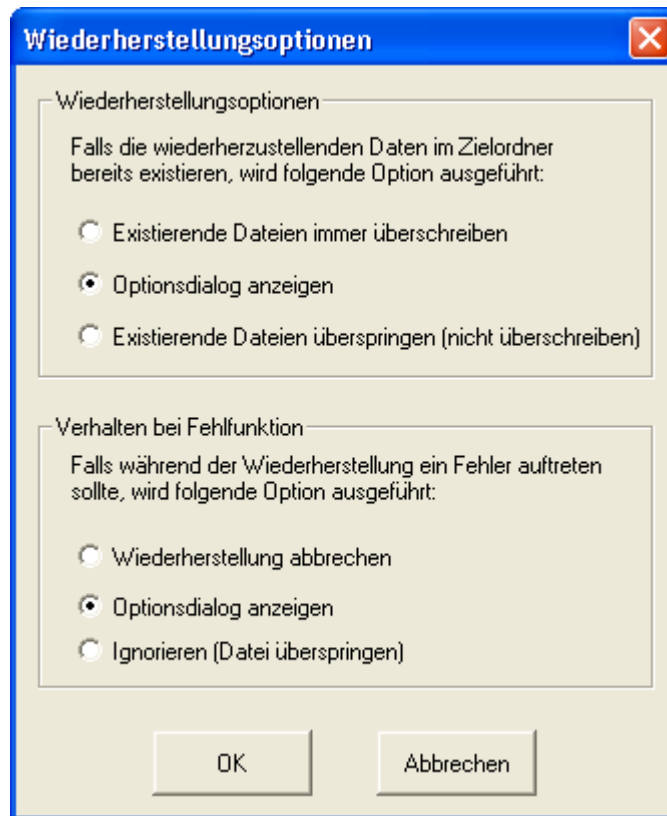 Wiederherstellungsoptionen
Wiederherstellungsoptionen
Falls die wiederherzustellenden Daten im Zielordner
bereits existieren, wird folgende Option ausgeführt:
Existierende Dateien immer überschreiben
Optionsdialog anzeigen
Existierende Dateien überspringen (nicht überschreiben)
Verhalten bei Fehlfunktion
Falls während der Wiederherstellung ein Fehler auftreten
sollte, wird folgende Option ausgeführt:
Wiederherstellung abbrechen
Optionsdialog anzeigen
Ignorieren (Datei überspringen)
OK
Abbrechen